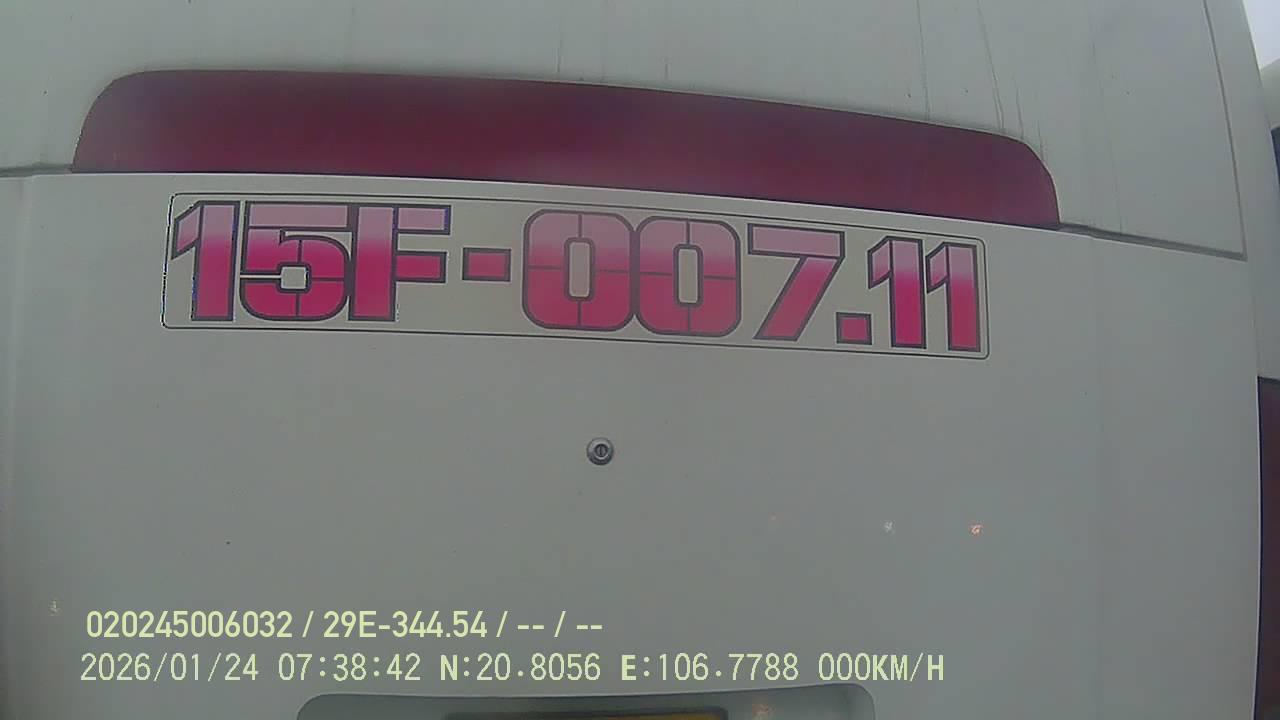 15F-007.11
020245006032 / 29E-344.54 / -- / --
2026/01/24 07:38:42 N:20.8056 E:106.7788 000KM/H